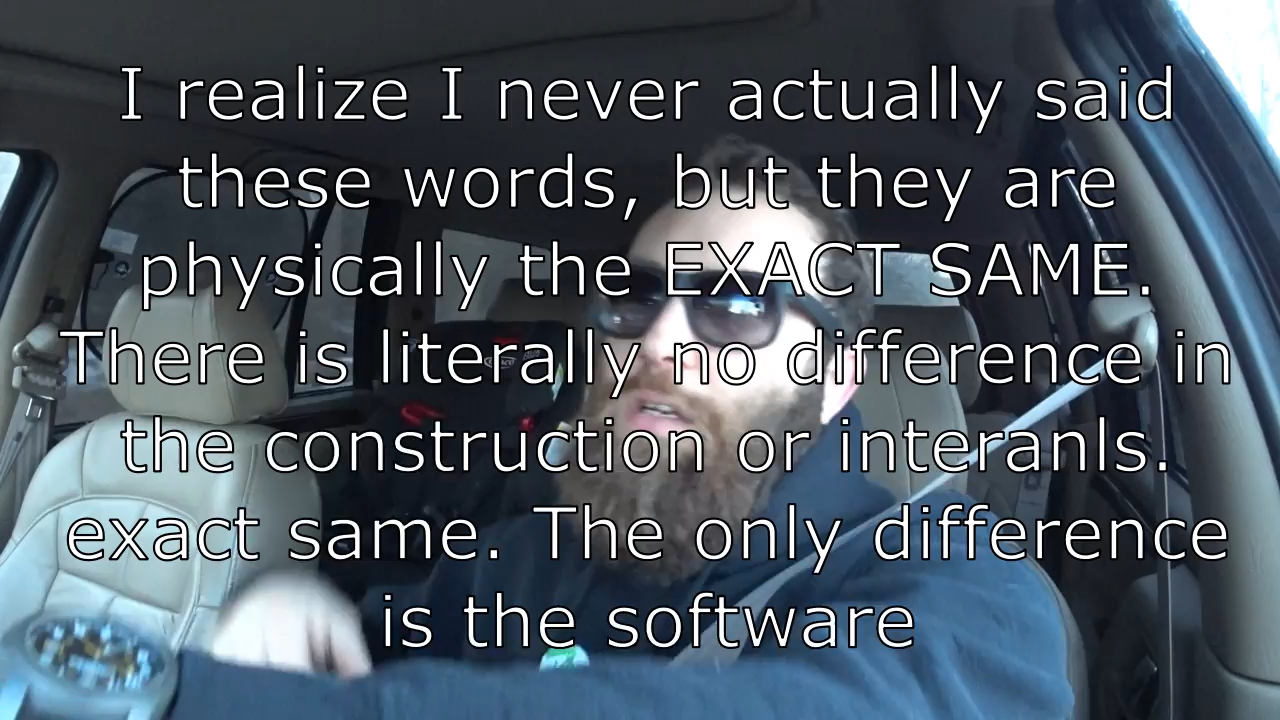 I realize I never actually said
these words, but they are
physically the EXACT SAME.
There is literally no difference in
the construction or interanls.
exact same. The only difference
is the software